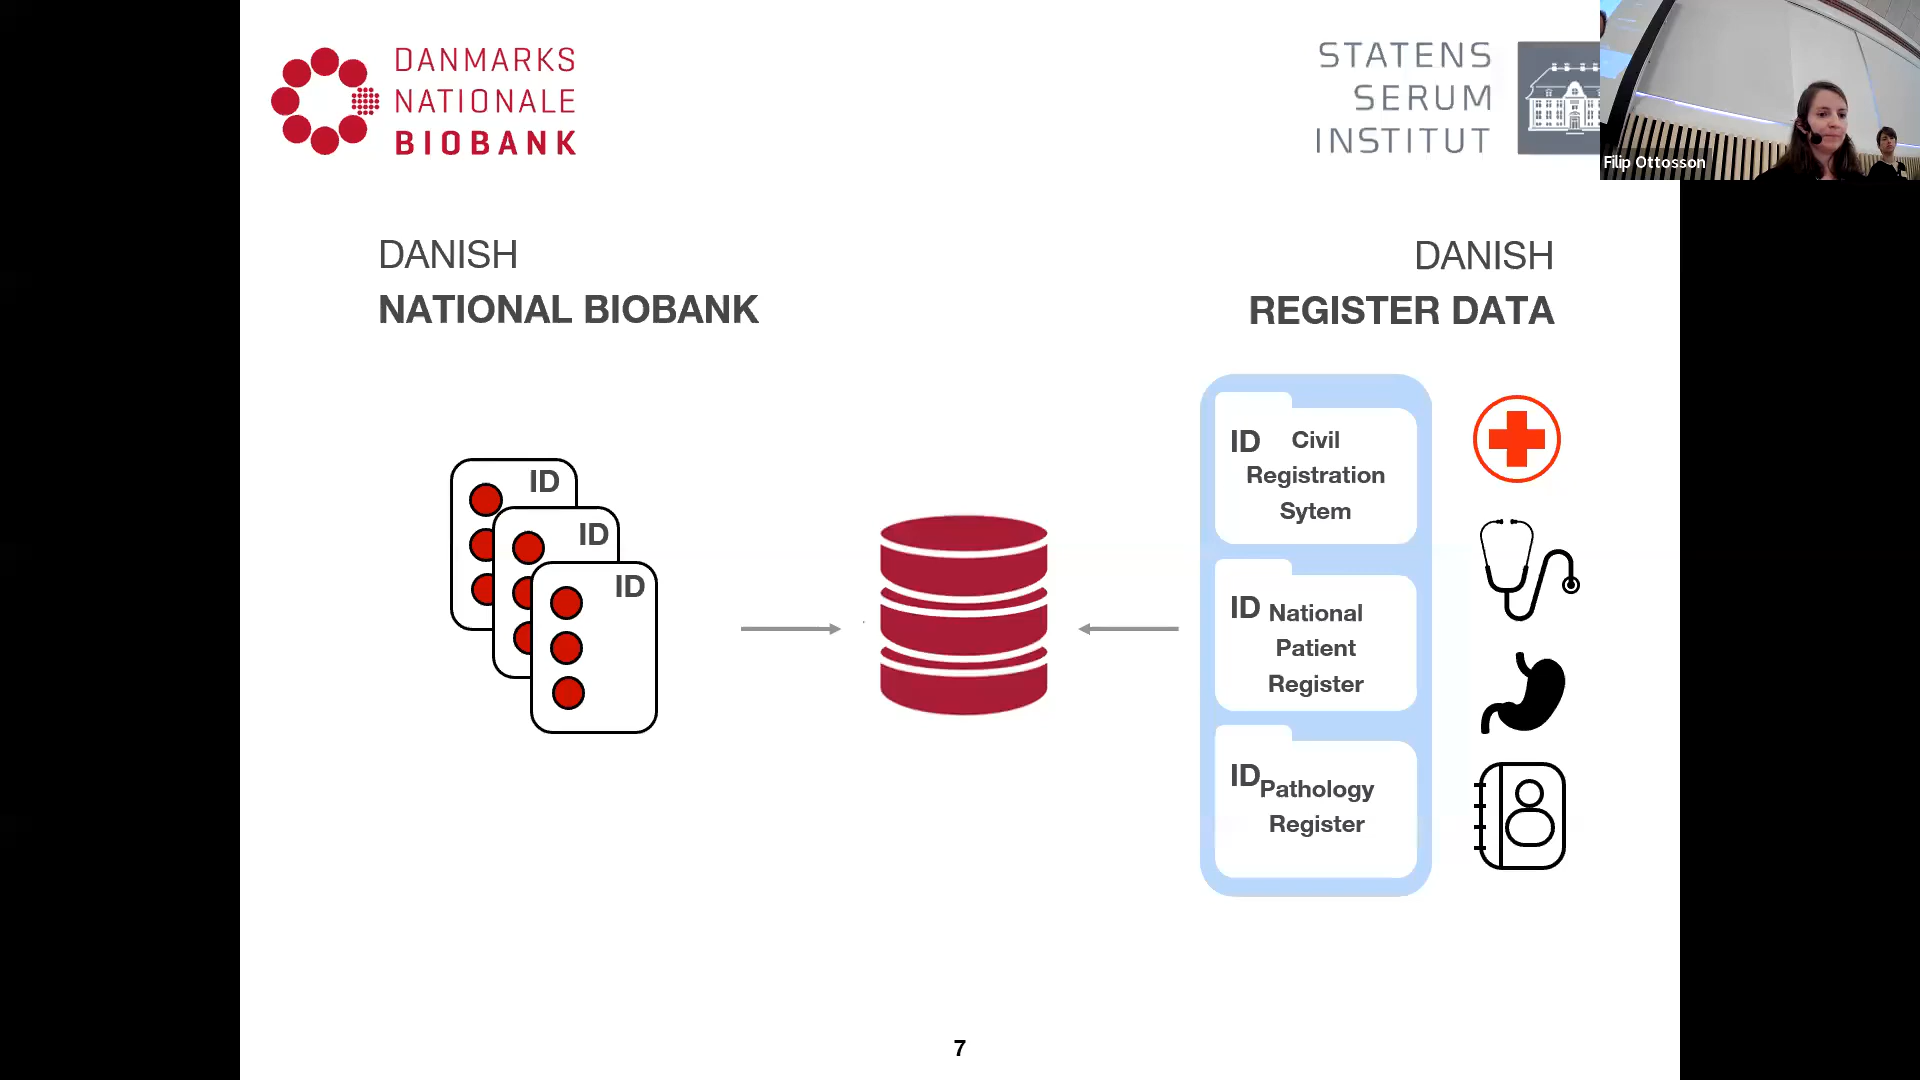 DANMARKS
NATIONALE
BIOBANK
STATENS
SERUM
INSTITUT
Filip Ottosson
DANISH
NATIONAL BIOBANK
DANISH
REGISTER DATA
ID
ID
ID
ID Civil
Registration
Sytem
ID National
Patient
Register
ID Pathology
Register
7